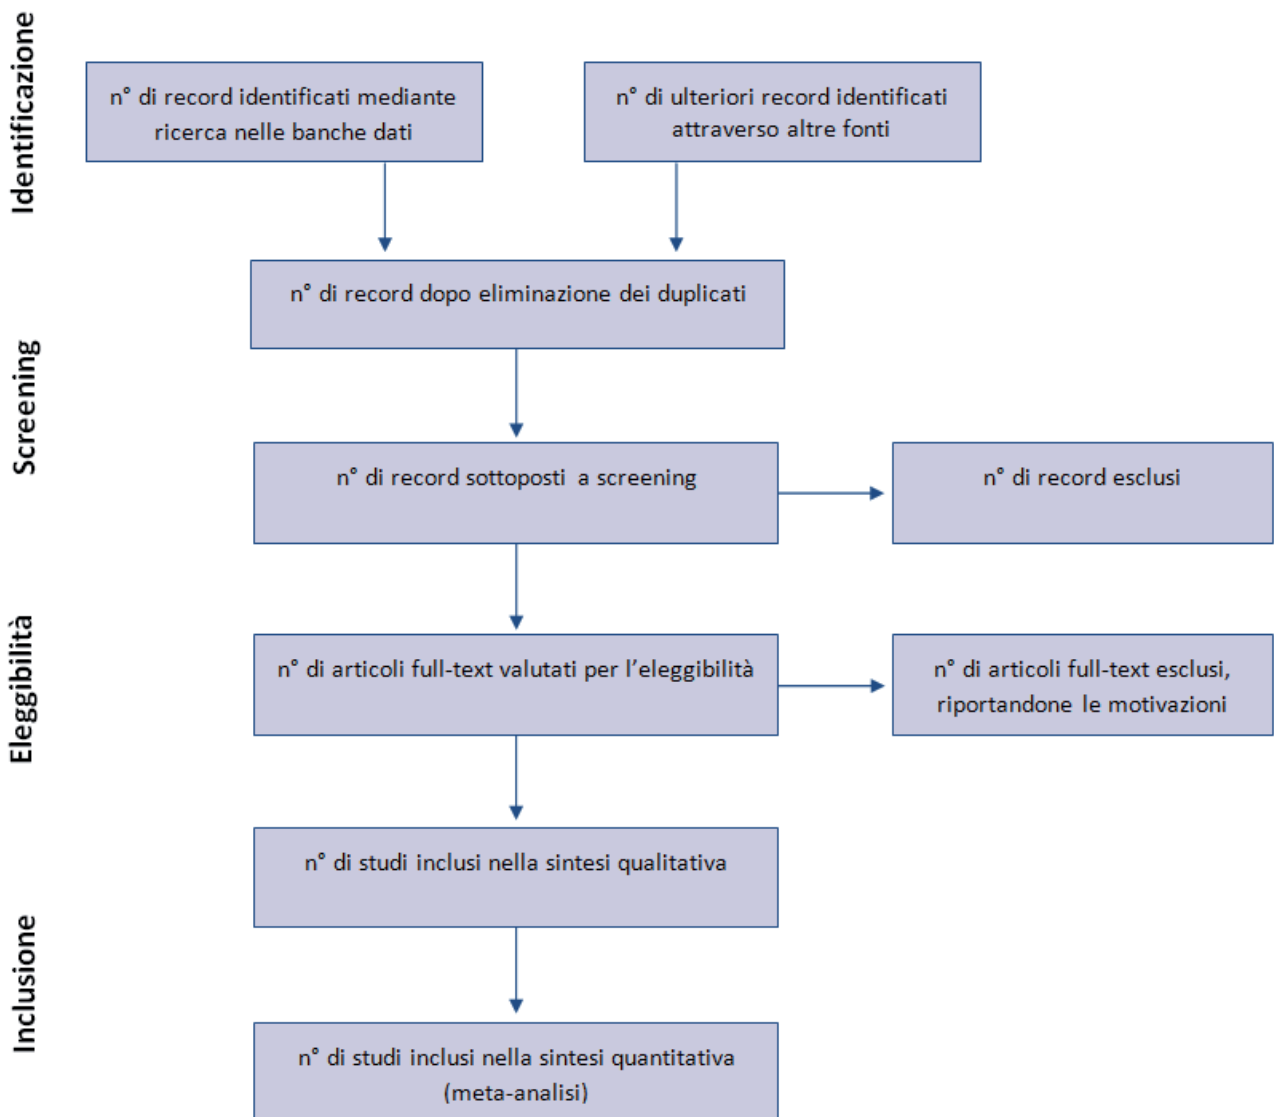 Identificazione
n° di record identificati mediante
ricerca nelle banche dati
n° di ulteriori record identificati
attraverso altre fonti
n° di record dopo eliminazione dei duplicati
Screening
n° di record sottoposti a screening
n° di record esclusi
Eleggibilità
n° di articoli full-text valutati per l'eleggibilità
n° di articoli full-text esclusi,
riportandone le motivazioni
n° di studi inclusi nella sintesi qualitativa
Inclusione
n° di studi inclusi nella sintesi quantitativa
(meta-analisi)